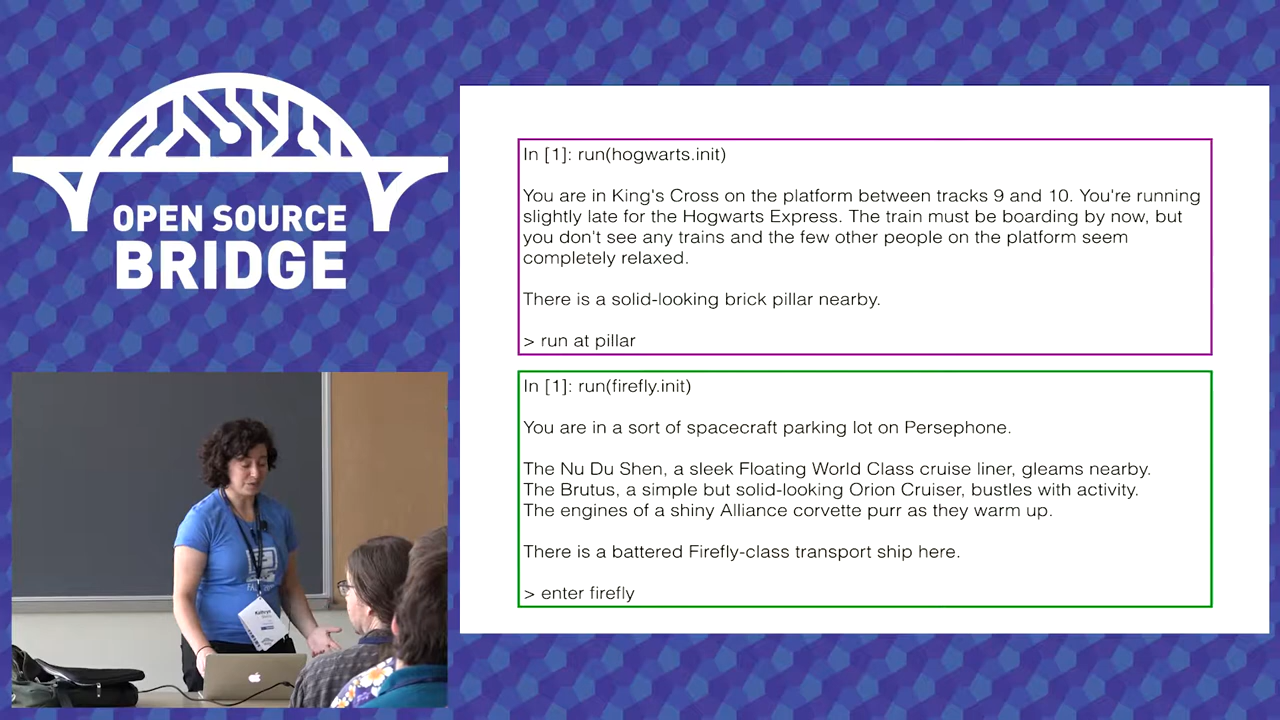 OPEN SOURCE
BRIDGE
In [1]: run(hogwarts.init)
You are in King's Cross on the platform between tracks 9 and 10. You're running
slightly late for the Hogwarts Express. The train must be boarding by now, but
you don't see any trains and the few other people on the platform seem
completely relaxed.
There is a solid-looking brick pillar nearby.
> run at pillar
In [1]: run(firefly.init)
You are in a sort of spacecraft parking lot on Persephone.
The Nu Du Shen, a sleek Floating World Class cruise liner, gleams nearby.
The Brutus, a simple but solid-looking Orion Cruiser, bustles with activity.
The engines of a shiny Alliance corvette purr as they warm up.
There is a battered Firefly-class transport ship here.
> enter firefly